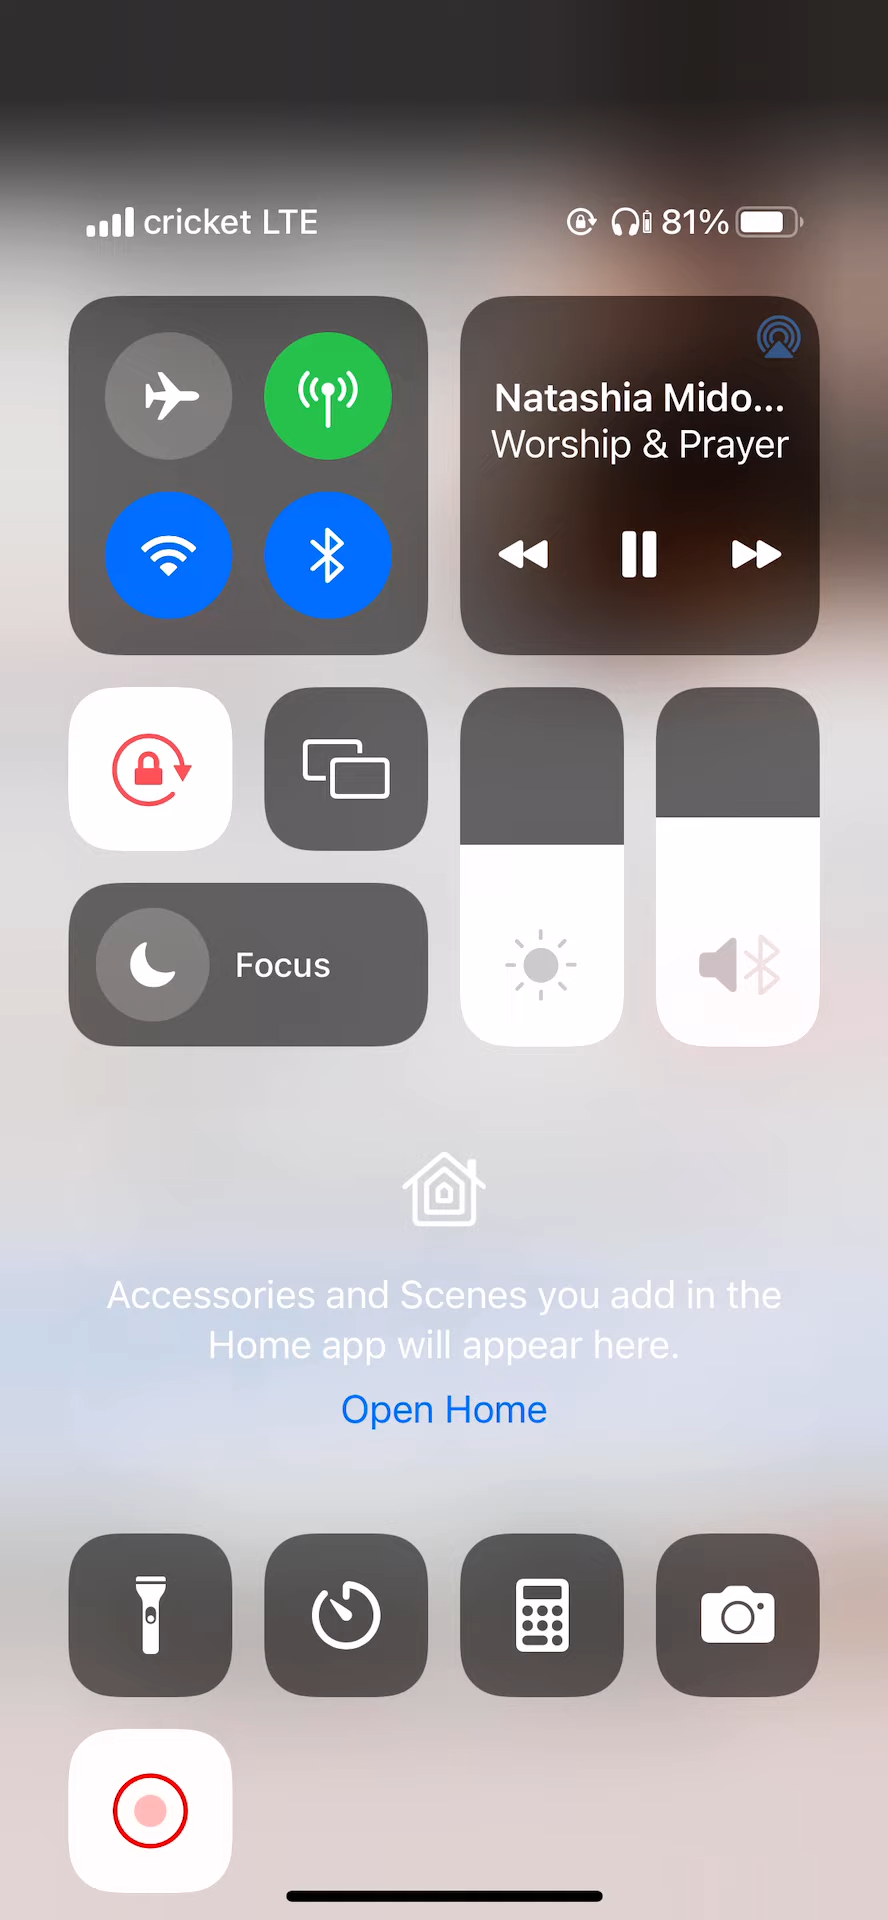 cricket LTE 81%
Natashia Mido...
Worship & Prayer
Focus
Accessories and Scenes you add in the
Home app will appear here.
Open Home